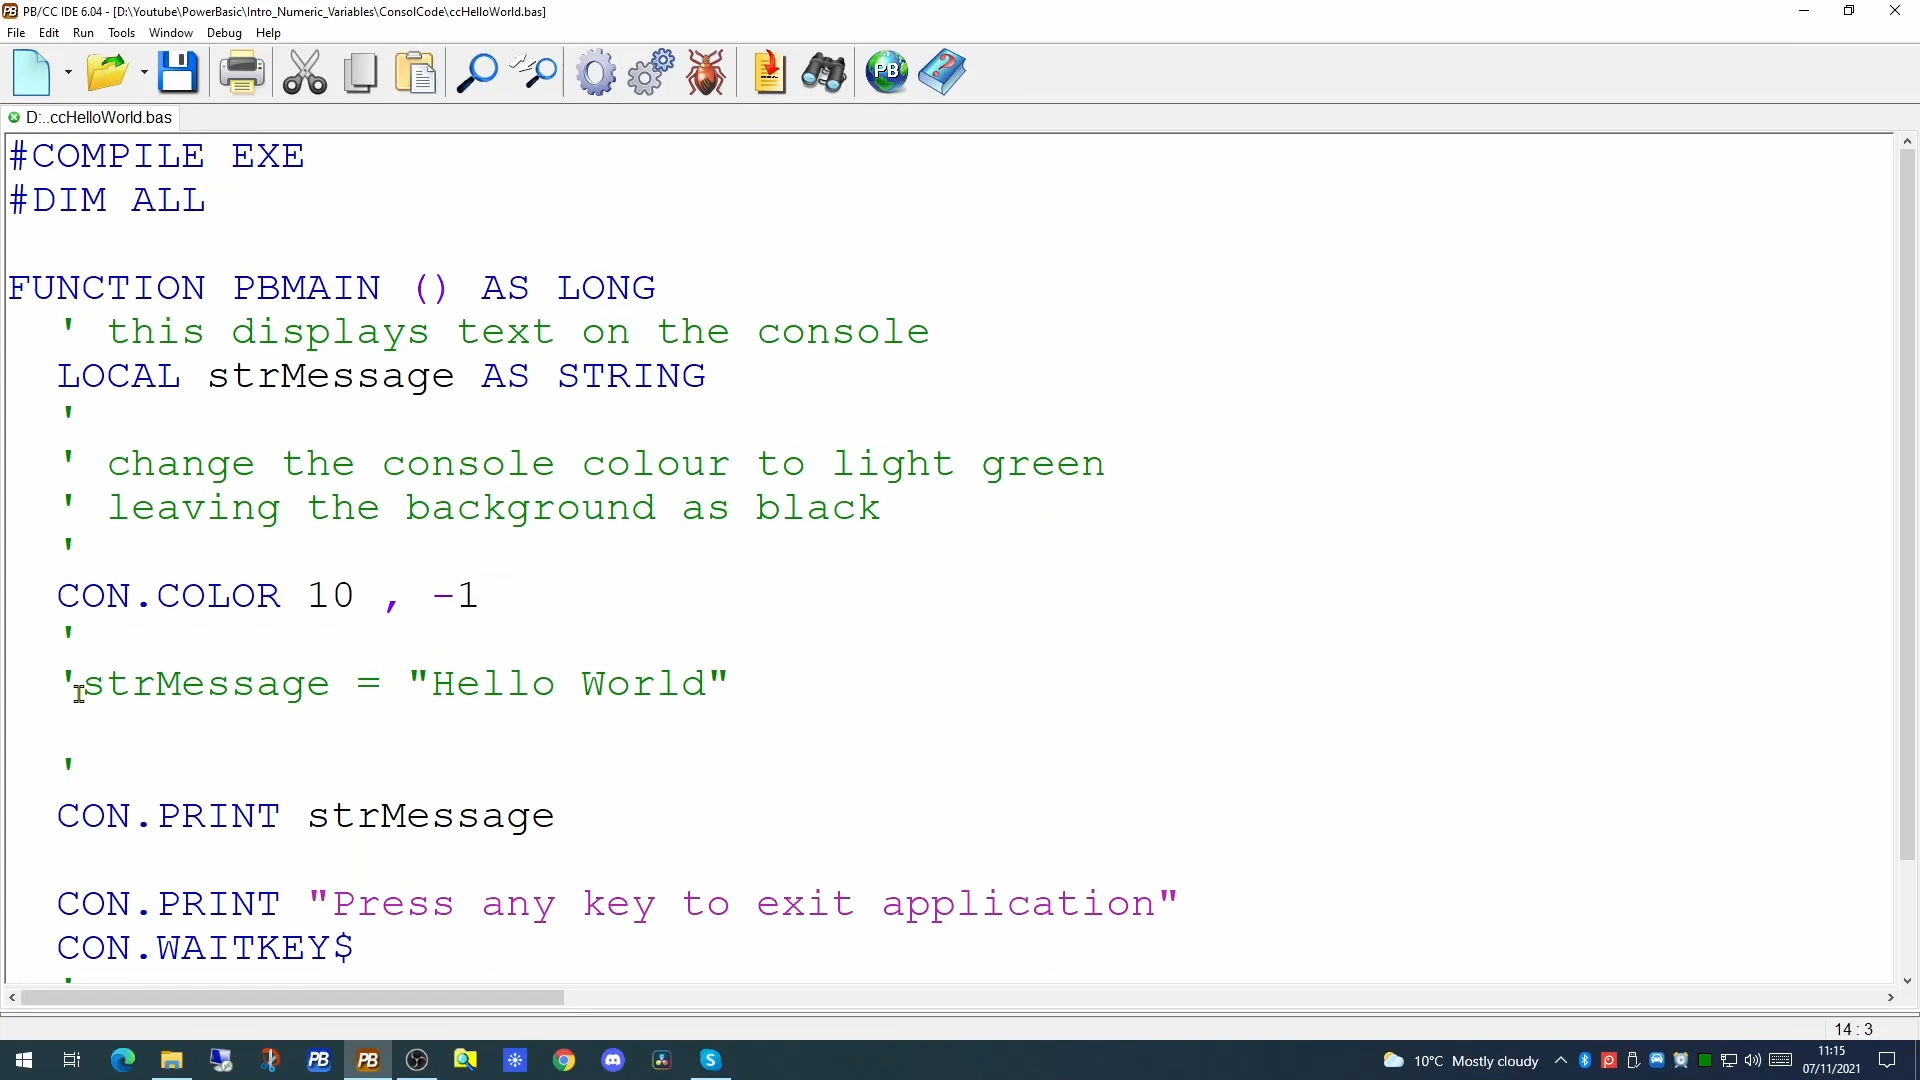 PB/CC IDE 6.04 - [D:\Youtube\PowerBasic\Intro_Numeric_Variables\ConsolCode\ccHelloWorld.bas]
File Edit Run Tools Window Debug Help
PB
D:..ccHelloWorld.bas
#COMPILE EXE
#DIM ALL
FUNCTION PBMAIN () AS LONG
' this displays text on the console
LOCAL strMessage AS STRING
'
' change the console colour to light green
' leaving the background as black
'
CON.COLOR 10 , -1
'
'strMessage = "Hello World"
'
CON.PRINT strMessage
CON.PRINT "Press any key to exit application"
CON.WAITKEY$
'
14 : 3
PB PB 10°C Mostly cloudy 11:15
07/11/2021